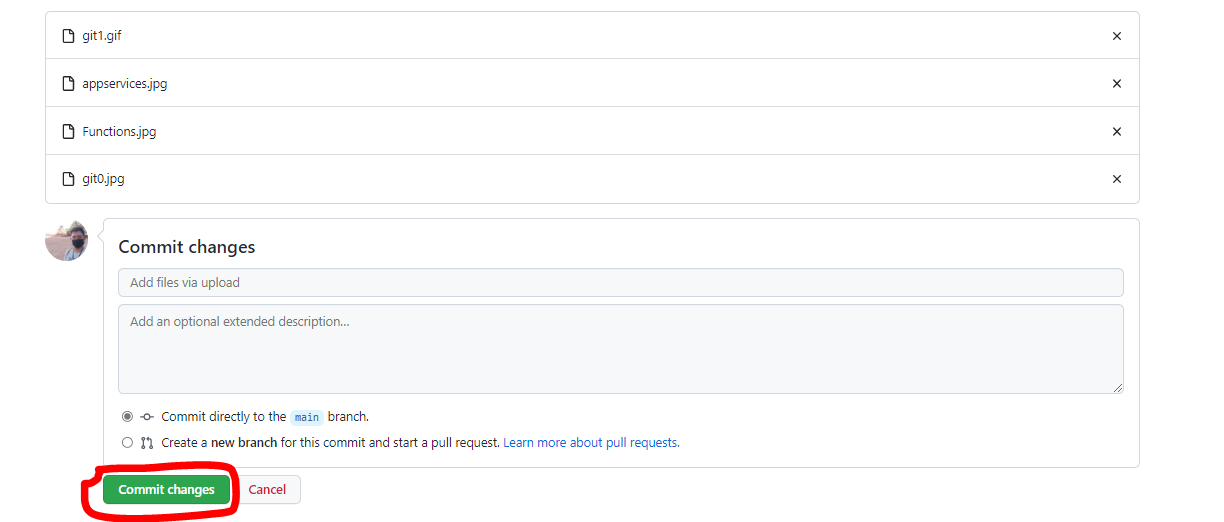 git1.gif
appservices.jpg
Functions.jpg
git0.jpg
Commit changes
Add files via upload
Add an optional extended description...
Commit directly to the main branch.
Create a new branch for this commit and start a pull request. Learn more about pull requests.
Commit changes Cancel